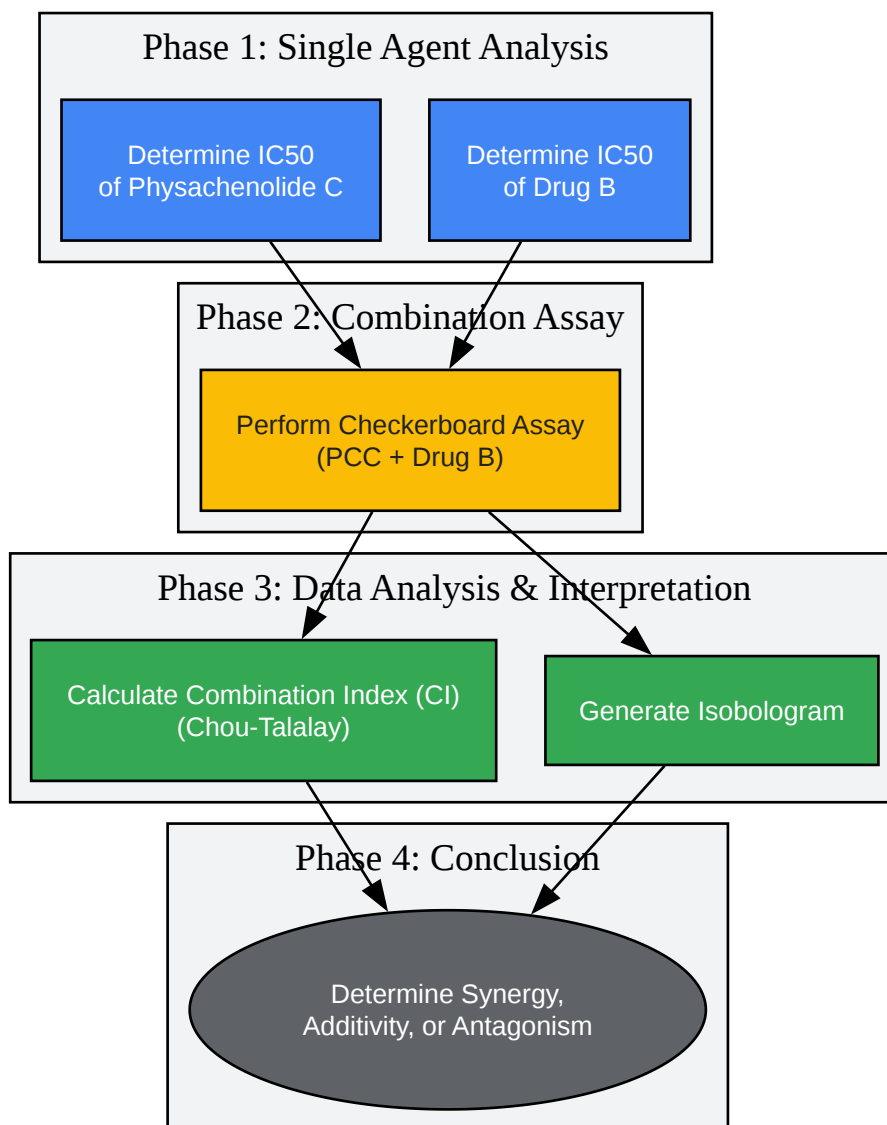 Phase 1: Single Agent Analysis
Determine IC50
of Physachenolide C
Determine IC50
of Drug B
Phase 2: Combination Assay
Perform Checkerboard Assay
(PCC + Drug B)
Phase 3: Data Analysis & Interpretation
Calculate Combination Index (CI)
(Chou-Talalay)
Generate Isobologram
Phase 4: Conclusion
Determine Synergy,
Additivity, or Antagonism